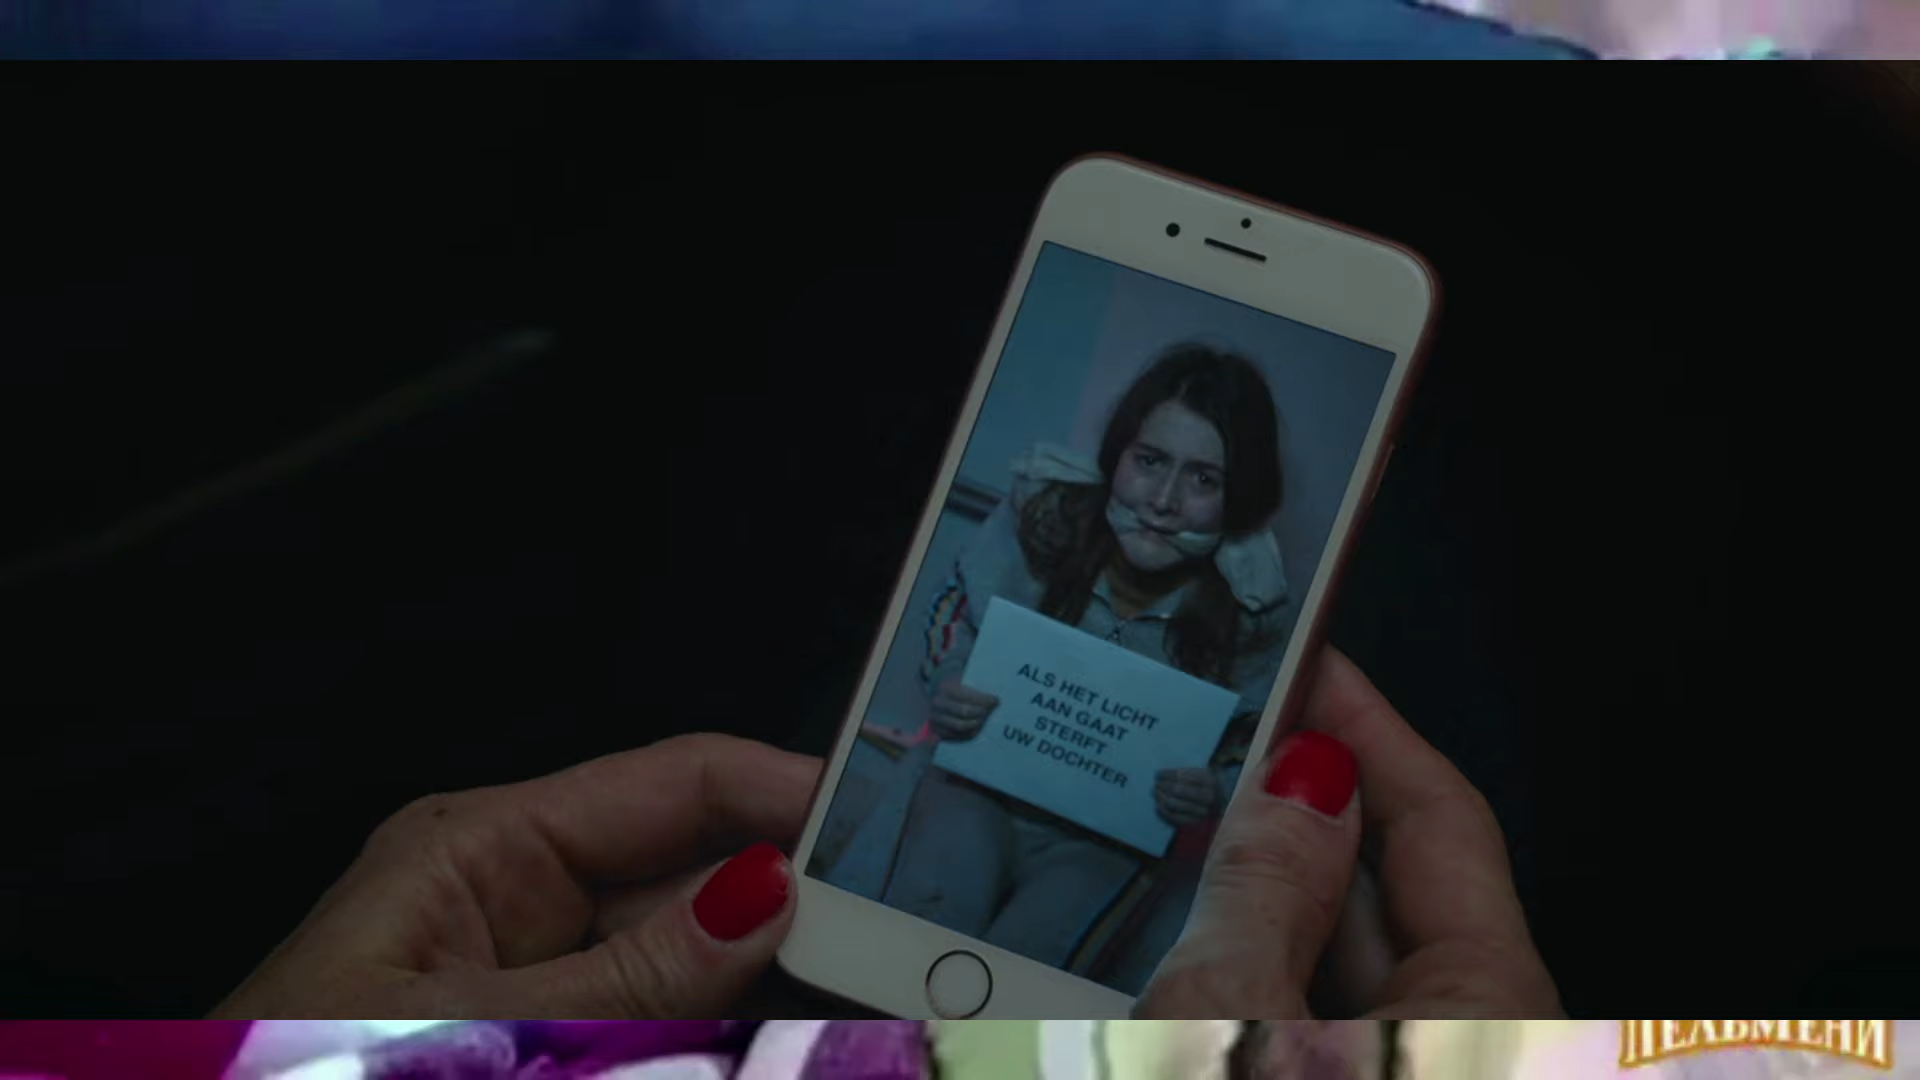 ALS HET LICHT
AAN GAAT
STERFT
UW DOCHTER
ПЕЛЬМЕНИ